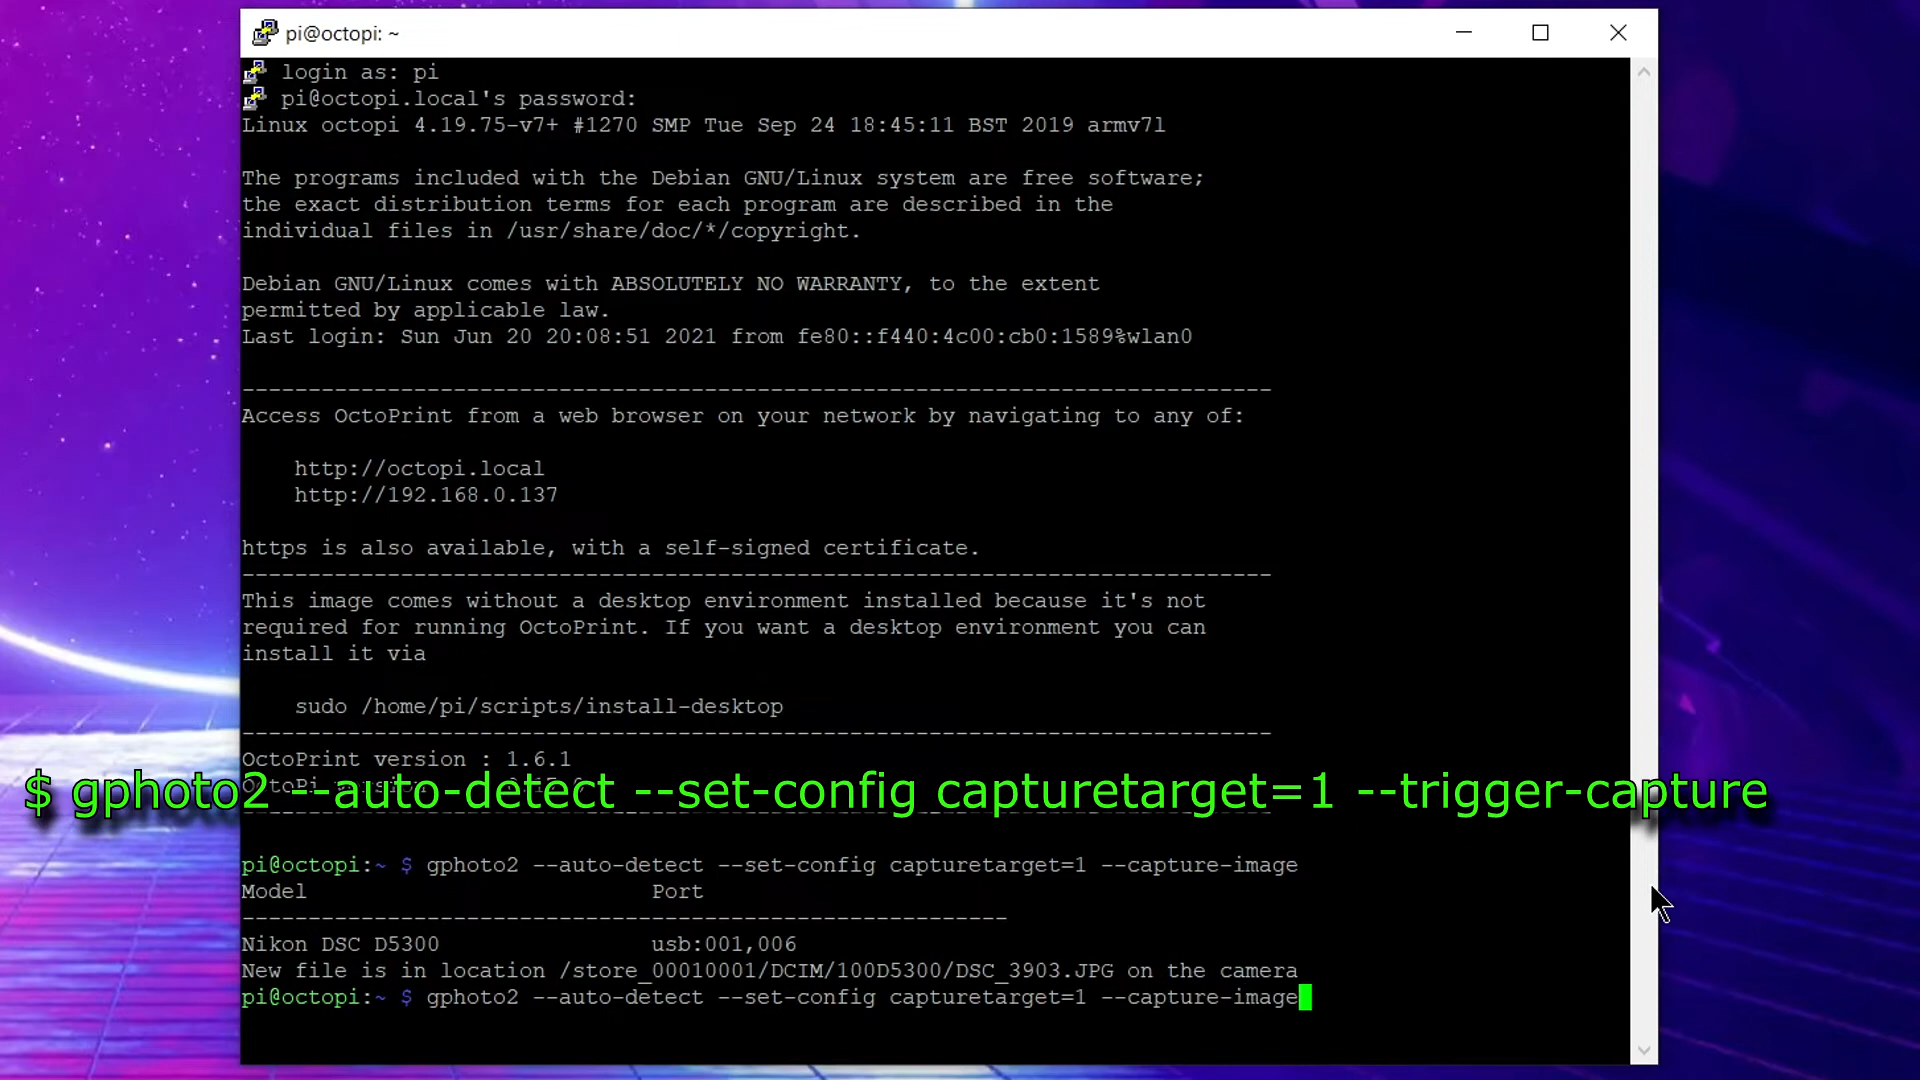 pi@octopi: ~
login as: pi
pi@octopi.local's password:
Linux octopi 4.19.75-v7+ #1270 SMP Tue Sep 24 18:45:11 BST 2019 armv7l
The programs included with the Debian GNU/Linux system are free software;
the exact distribution terms for each program are described in the
individual files in /usr/share/doc/*/copyright.
Debian GNU/Linux comes with ABSOLUTELY NO WARRANTY, to the extent
permitted by applicable law.
Last login: Sun Jun 20 20:08:51 2021 from fe80::f440:4c00:cb0:1589%wlan0
-----------------------------------------------------------------------------
Access OctoPrint from a web browser on your network by navigating to any of:
http://octopi.local
http://192.168.0.137
https is also available, with a self-signed certificate.
-----------------------------------------------------------------------------
This image comes without a desktop environment installed because it's not
required for running OctoPrint. If you want a desktop environment you can
install it via
sudo /home/pi/scripts/install-desktop
-----------------------------------------------------------------------------
OctoPrint version : 1.6.1
$ gphoto2 --auto-detect --set-config capturetarget=1 --trigger-capture
pi@octopi:~ $ gphoto2 --auto-detect --set-config capturetarget=1 --capture-image
Model Port
----------------------------------------------------------
Nikon DSC D5300 usb:001,006
New file is in location /store_00010001/DCIM/100D5300/DSC_3903.JPG on the camera
pi@octopi:~ $ gphoto2 --auto-detect --set-config capturetarget=1 --capture-image